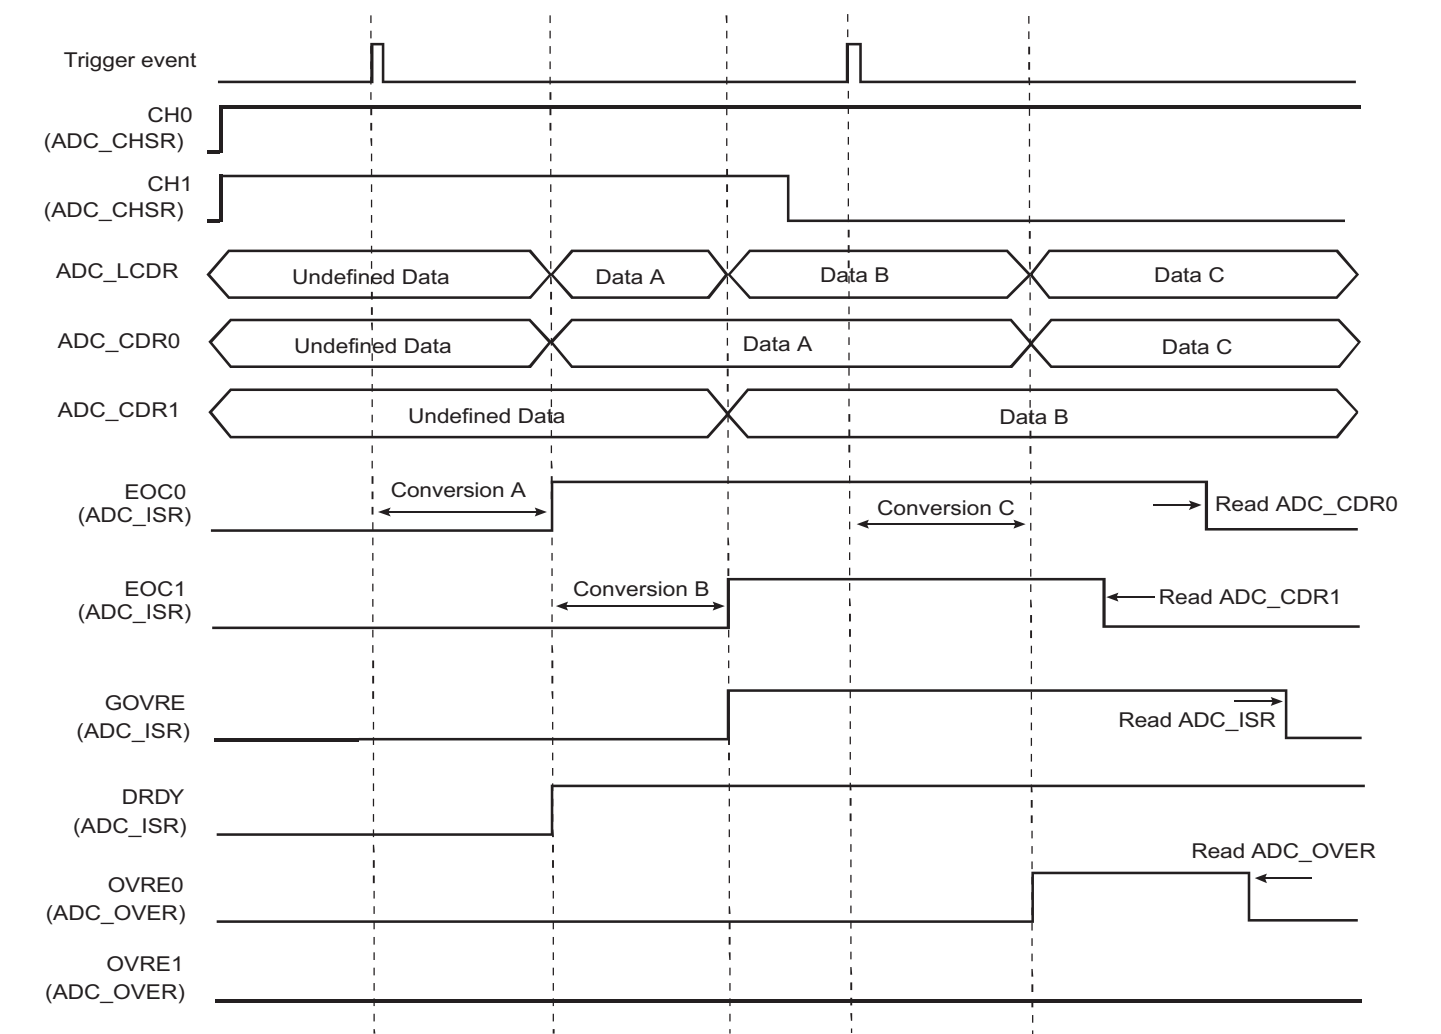 Trigger event
CH0
(ADC_CHSR)
CH1
(ADC_CHSR)
ADC_LCDR
Undefined Data
Data A
Data B
Data C
ADC_CDR0
Undefined Data
Data A
Data C
ADC_CDR1
Undefined Data
Data B
EOC0
(ADC_ISR)
Conversion A
Conversion C
Read ADC_CDR0
EOC1
(ADC_ISR)
Conversion B
Read ADC_CDR1
GOVRE
(ADC_ISR)
Read ADC_ISR
DRDY
(ADC_ISR)
Read ADC_OVER
OVRE0
(ADC_OVER)
OVRE1
(ADC_OVER)